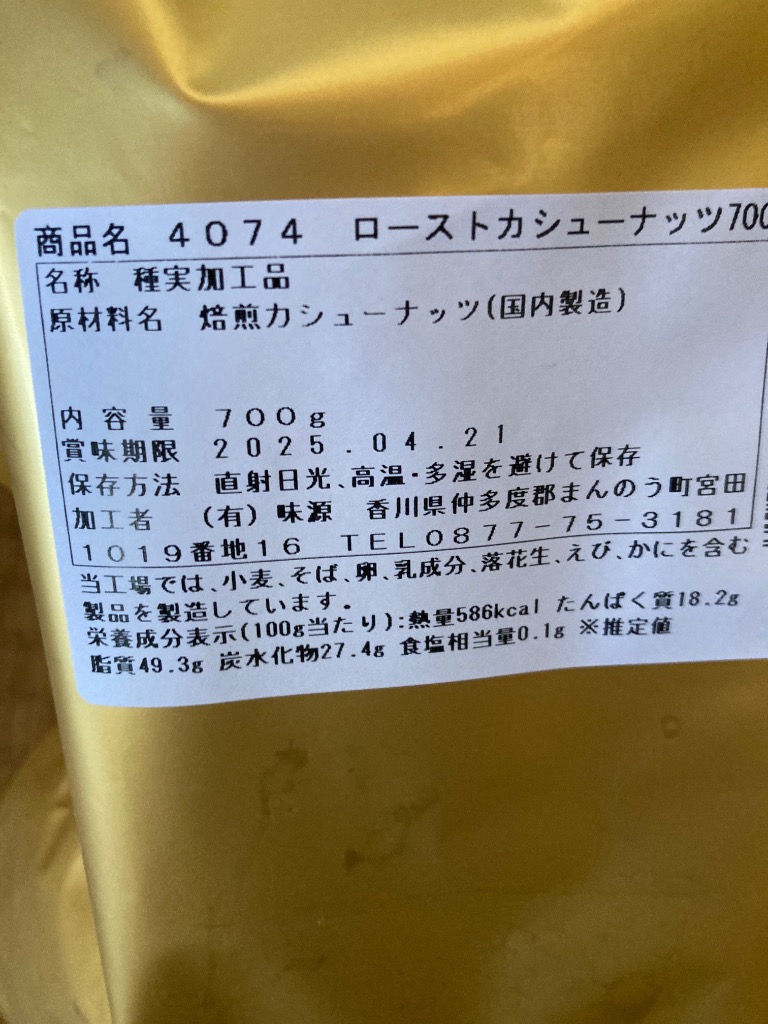 商品名 4074 ローストカシューナッツ700
名称 種実加工品
原材料名 焙煎カシューナッツ(国内製造)
内容量 700g
賞味期限 2025.04.21
保存方法 直射日光、高温・多湿を避けて保存
加工者 (有)味源 香川県仲多度郡まんのう町宮田
1019番地16 TEL0877-75-3181
当工場では、小麦、そば、卵、乳成分、落花生、えび、かにを含む
製品を製造しています。
栄養成分表示(100g当たり):熱量586kcal たんぱく質18.2g
脂質49.3g 炭水化物27.4g 食塩相当量0.1g ※推定値